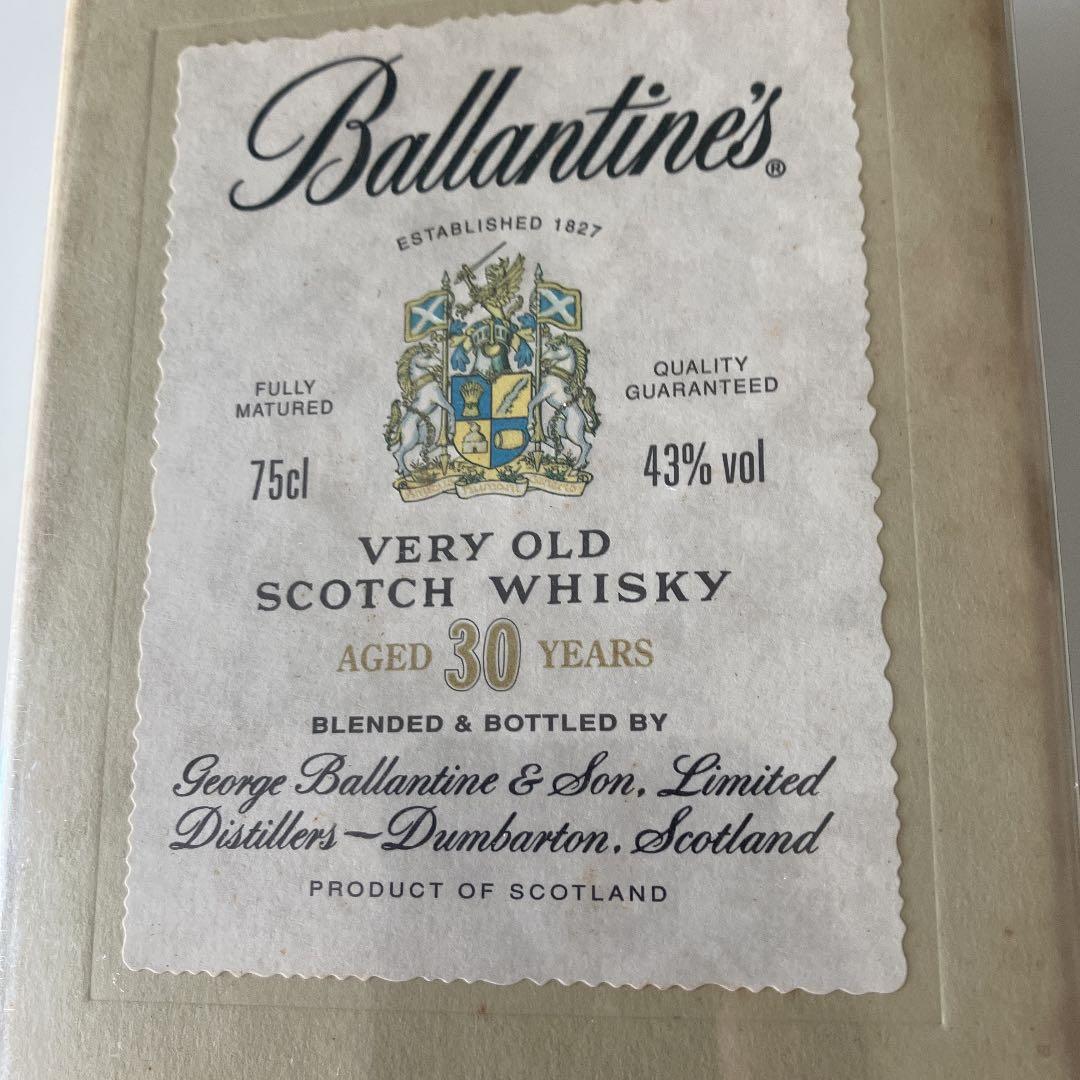 Ballantine's®
ESTABLISHED 1827
FULLY
MATURED
QUALITY
GUARANTEED
75cl
43% vol
VERY OLD
SCOTCH WHISKY
AGED 30 YEARS
BLENDED & BOTTLED BY
George Ballantine & Son, Limited
Distillers — Dumbarton, Scotland
PRODUCT OF SCOTLAND